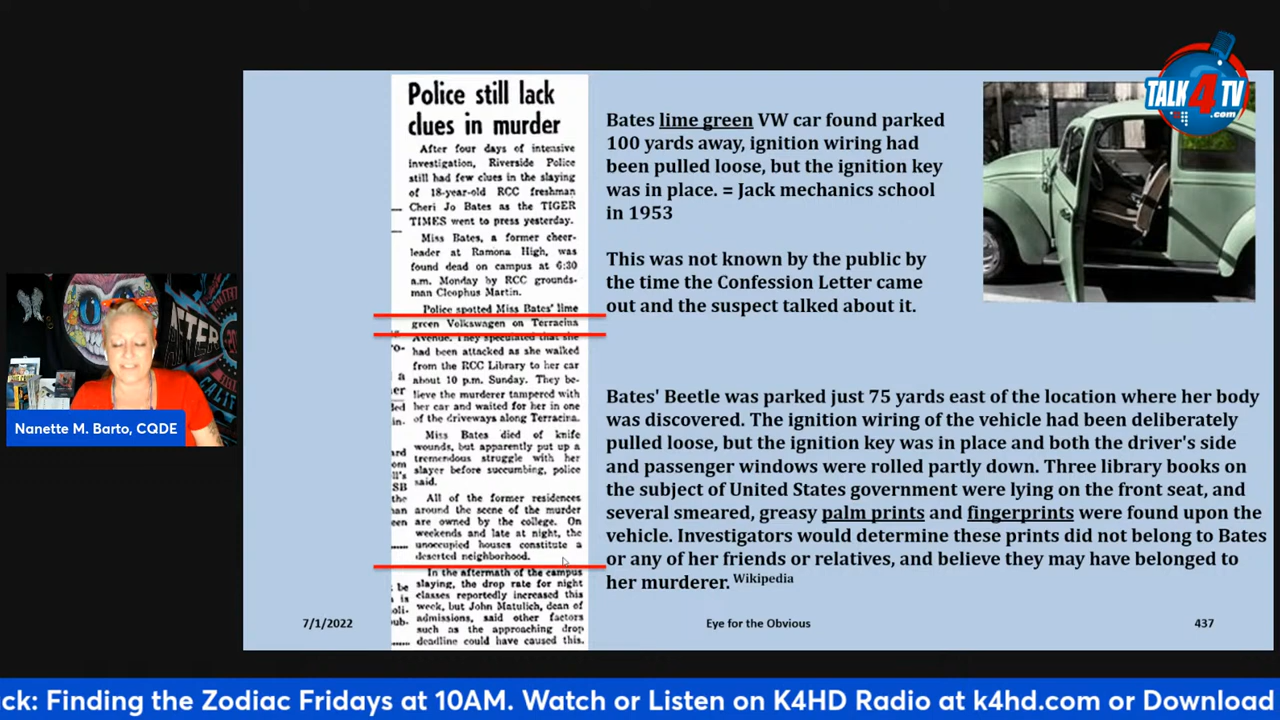 TALK4TV
.com
Police still lack
clues in murder
After four days of intensive
investigation, Riverside Police
still had few clues in the slaying
of 18-year-old RCC freshman
Cheri Jo Bates as the TIGER
TIMES went to press yesterday.
Miss Bates, a former cheer-
leader at Ramona High, was
found dead on campus at 6:30
a.m. Monday by RCC grounds-
man Cleophus Martin.
Police spotted Miss Bates' lime
green Volkswagen on Terracina
Avenue. They speculated that she
had been attacked as she walked
from the RCC Library to her car
about 10 p.m. Sunday. They be-
lieve the murderer tampered with
her car and waited for her in one
of the driveways along Terracina.
Miss Bates died of knife
wounds, but apparently put up a
tremendous struggle with her
slayer before succumbing, police
said.
All of the former residences
around the scene of the murder
are owned by the college. On
weekends and late at night, the
unoccupied houses constitute a
deserted neighborhood.
In the aftermath of the campus
slaying, the drop rate for night
classes reportedly increased this
week, but John Matulich, dean of
admissions, said other factors
such as the approaching drop
deadline could have caused this.
Bates lime green VW car found parked
100 yards away, ignition wiring had
been pulled loose, but the ignition key
was in place. = Jack mechanics school
in 1953
This was not known by the public by
the time the Confession Letter came
out and the suspect talked about it.
Bates' Beetle was parked just 75 yards east of the location where her body
was discovered. The ignition wiring of the vehicle had been deliberately
pulled loose, but the ignition key was in place and both the driver's side
and passenger windows were rolled partly down. Three library books on
the subject of United States government were lying on the front seat, and
several smeared, greasy palm prints and fingerprints were found upon the
vehicle. Investigators would determine these prints did not belong to Bates
or any of her friends or relatives, and believe they may have belonged to
her murderer. Wikipedia
7/1/2022
Eye for the Obvious
437
AFTER
CALIF
Nanette M. Barto, CQDE
ck: Finding the Zodiac Fridays at 10AM. Watch or Listen on K4HD Radio at k4hd.com or Download